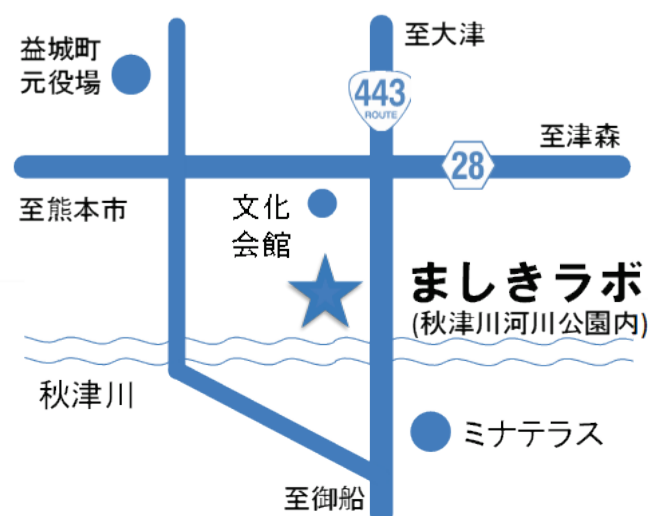 益城町
元役場
至大津
443
ROUTE
至津森
28
至熊本市
文化
会館
ましきラボ
(秋津川河川公園内)
秋津川
ミナテラス
至御船